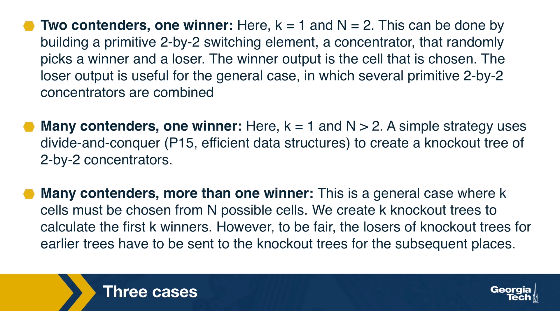 Two contenders, one winner: Here, k = 1 and N = 2. This can be done by
building a primitive 2-by-2 switching element, a concentrator, that randomly
picks a winner and a loser. The winner output is the cell that is chosen. The
loser output is useful for the general case, in which several primitive 2-by-2
concentrators are combined
Many contenders, one winner: Here, k = 1 and N > 2. A simple strategy uses
divide-and-conquer (P15, efficient data structures) to create a knockout tree of
2-by-2 concentrators.
Many contenders, more than one winner: This is a general case where k
cells must be chosen from N possible cells. We create k knockout trees to
calculate the first k winners. However, to be fair, the losers of knockout trees for
earlier trees have to be sent to the knockout trees for the subsequent places.
Three cases
Georgia
Tech